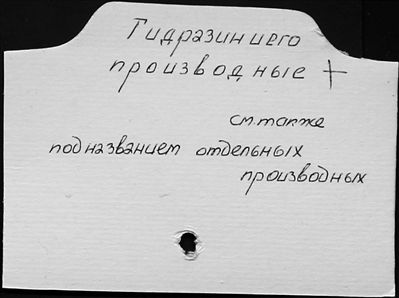 Гидразин и его
производные +
см. также
под названием отдельных
производных